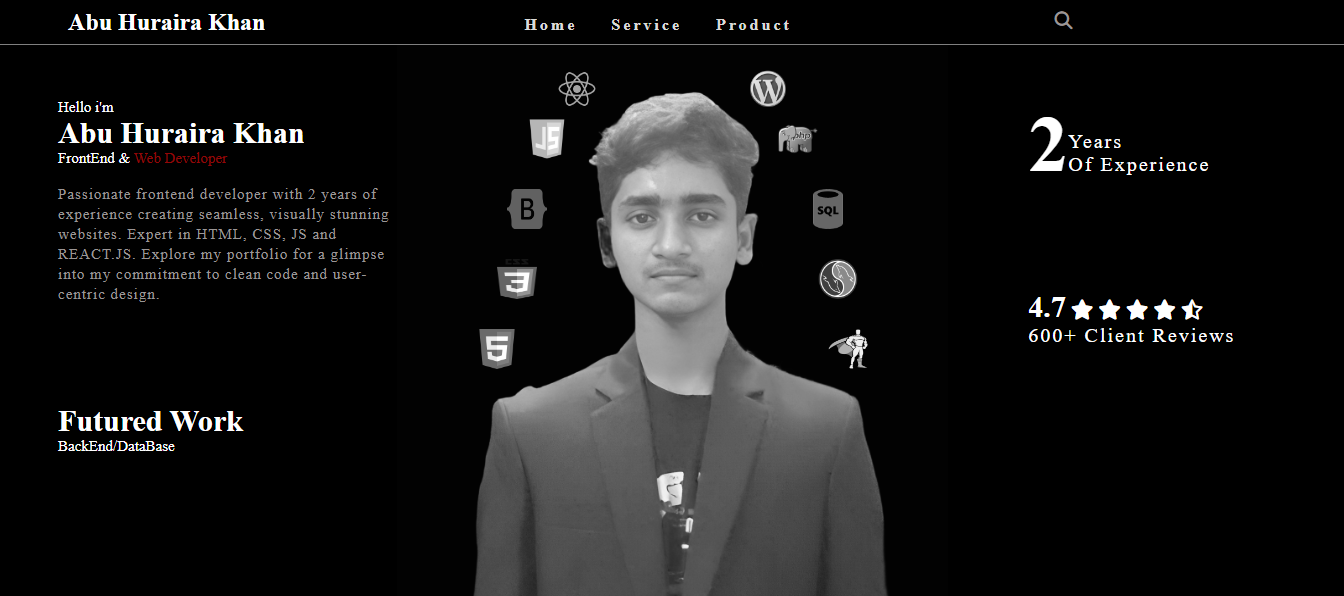 Abu Huraira Khan
Home Service Product
Hello i'm
Abu Huraira Khan
FrontEnd & Web Developer
Passionate frontend developer with 2 years of
experience creating seamless, visually stunning
websites. Expert in HTML, CSS, JS and
REACT.JS. Explore my portfolio for a glimpse
into my commitment to clean code and user-
centric design.
Futured Work
BackEnd/DataBase
JS
B
CSS
3
5
W
php
SQL
2 Years
Of Experience
4.7
600+ Client Reviews